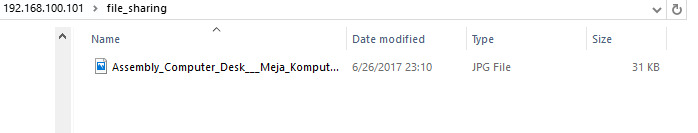 192.168.100.101 › file_sharing
Name Date modified Type Size
Assembly_Computer_Desk___Meja_Komput... 6/26/2017 23:10 JPG File 31 KB